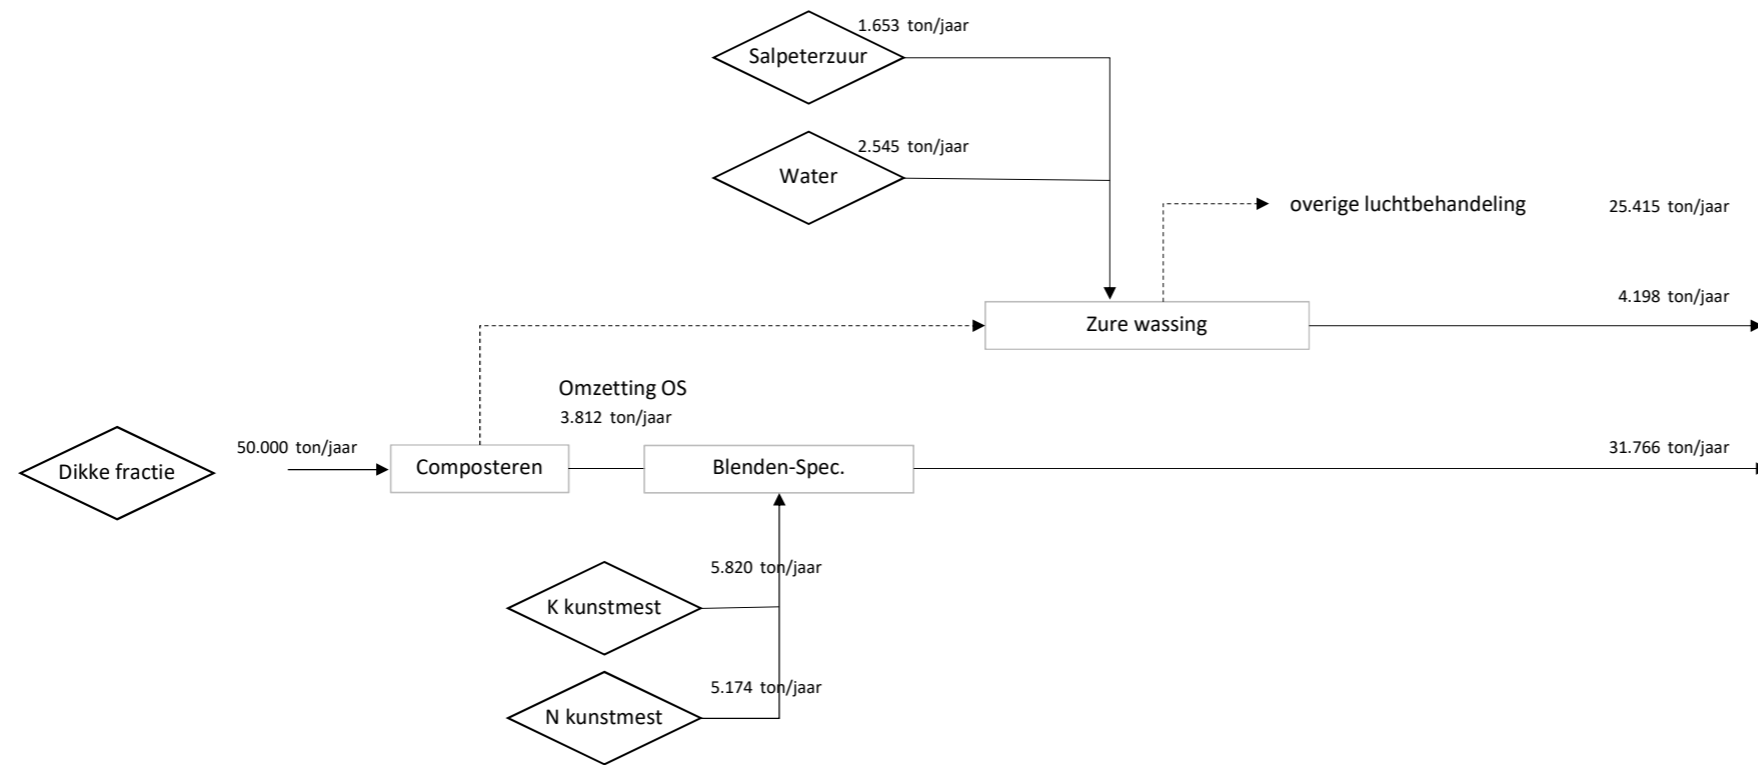 1.653 ton/jaar
Salpeterzuur
2.545 ton/jaar
Water
overige luchtbehandeling
25.415 ton/jaar
4.198 ton/jaar
Zure wassing
Omzetting OS
3.812 ton/jaar
50.000 ton/jaar
31.766 ton/jaar
Dikke fractie
Composteren
Blenden-Spec.
5.820 ton/jaar
K kunstmest
5.174 ton/jaar
N kunstmest